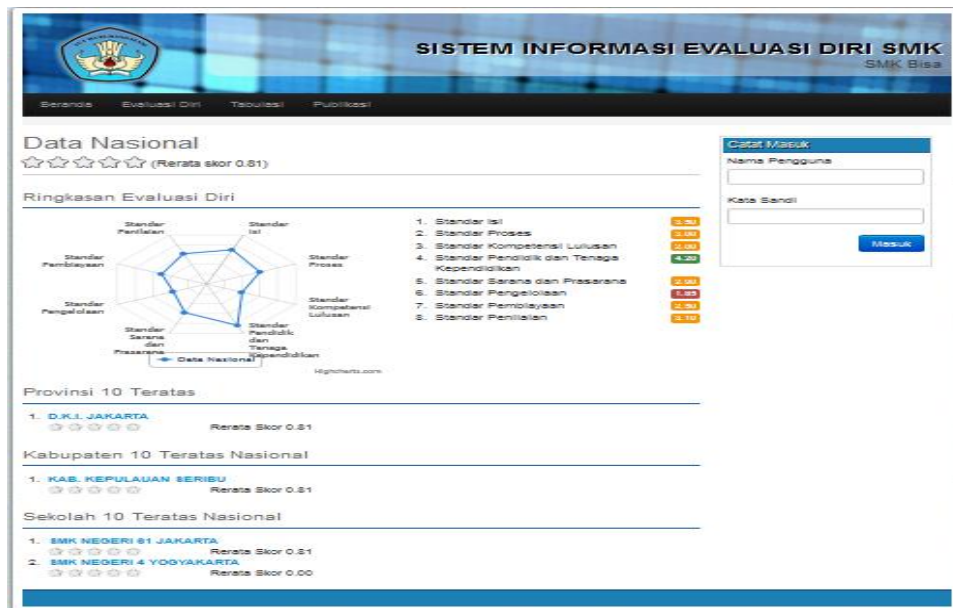 SISTEM INFORMASI EVALUASI DIRI SMK
SMK Bisa
Beranda Evaluasi Diri Tabulasi Publikasi
Data Nasional
(Rerata skor 0.81)
Ringkasan Evaluasi Diri
Standar Isi
Standar Proses
Standar Kompetensi Lulusan
Standar Pendidik dan Tenaga Kependidikan
Standar Sarana dan Prasarana
Standar Pengelolaan
Standar Pembiayaan
Standar Penilaian
Data Nasional
Highcharts.com
1. Standar Isi
2. Standar Proses
3. Standar Kompetensi Lulusan
4. Standar Pendidik dan Tenaga 4.20
Kependidikan
5. Standar Sarana dan Prasarana
6. Standar Pengelolaan
7. Standar Pembiayaan
8. Standar Penilaian
Provinsi 10 Teratas
1. D.K.I. JAKARTA
Rerata Skor 0.81
Kabupaten 10 Teratas Nasional
1. KAB. KEPULAUAN SERIBU
Rerata Skor 0.81
Sekolah 10 Teratas Nasional
1. SMK NEGERI 61 JAKARTA
Rerata Skor 0.81
2. SMK NEGERI 4 YOGYAKARTA
Rerata Skor 0.00
Catat Masuk
Nama Pengguna
Kata Sandi
Masuk